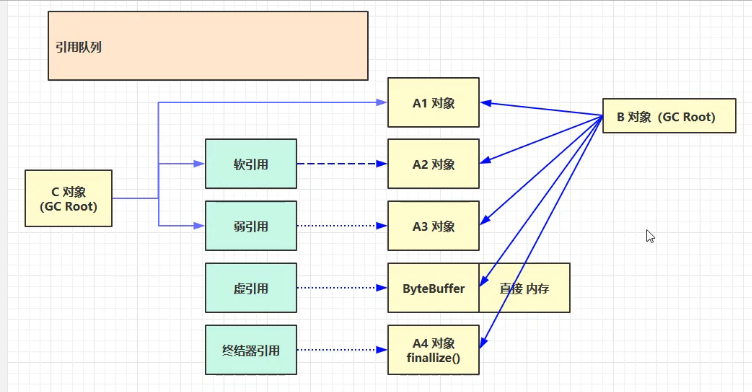 引用队列
A1 对象
B 对象（GC Root）
软引用
A2 对象
C 对象
（GC Root）
弱引用
A3 对象
虚引用
ByteBuffer
直接 内存
终结器引用
A4 对象
finallize()